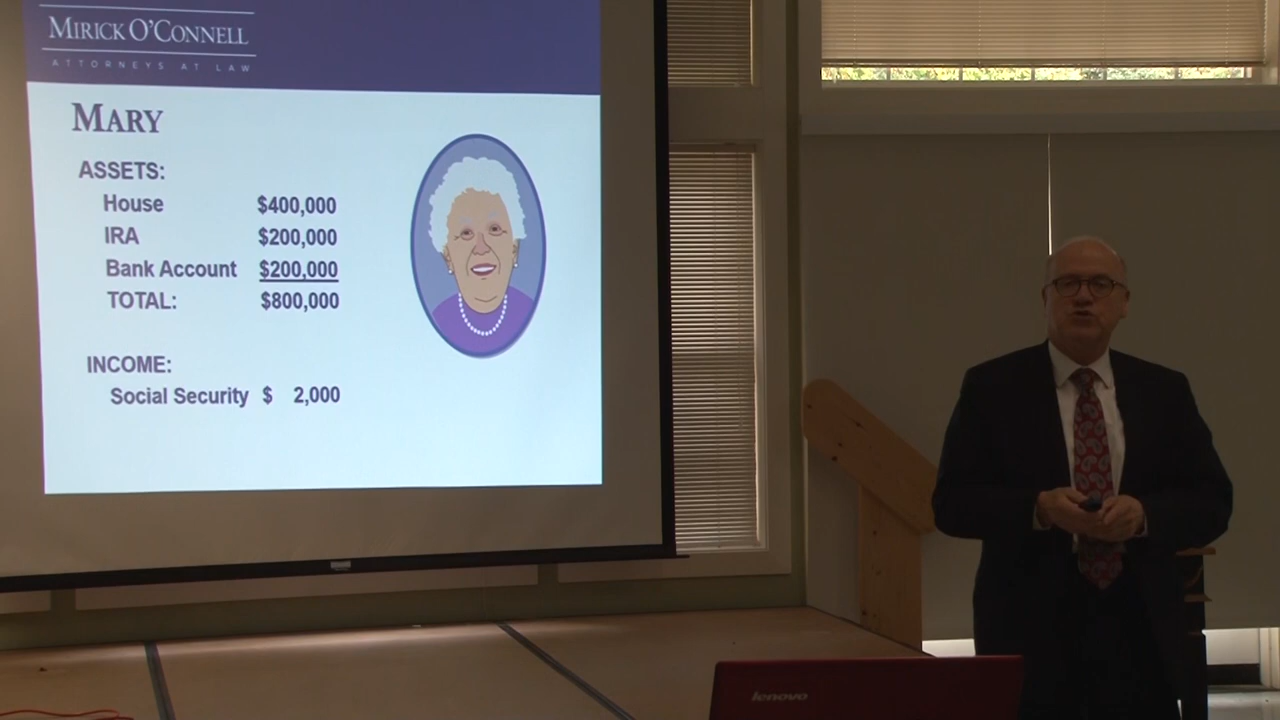 MIRICK O'CONNELL
ATTORNEYS AT LAW
MARY
ASSETS:
House $400,000
IRA $200,000
Bank Account $200,000
TOTAL: $800,000
INCOME:
Social Security $ 2,000
lenovo